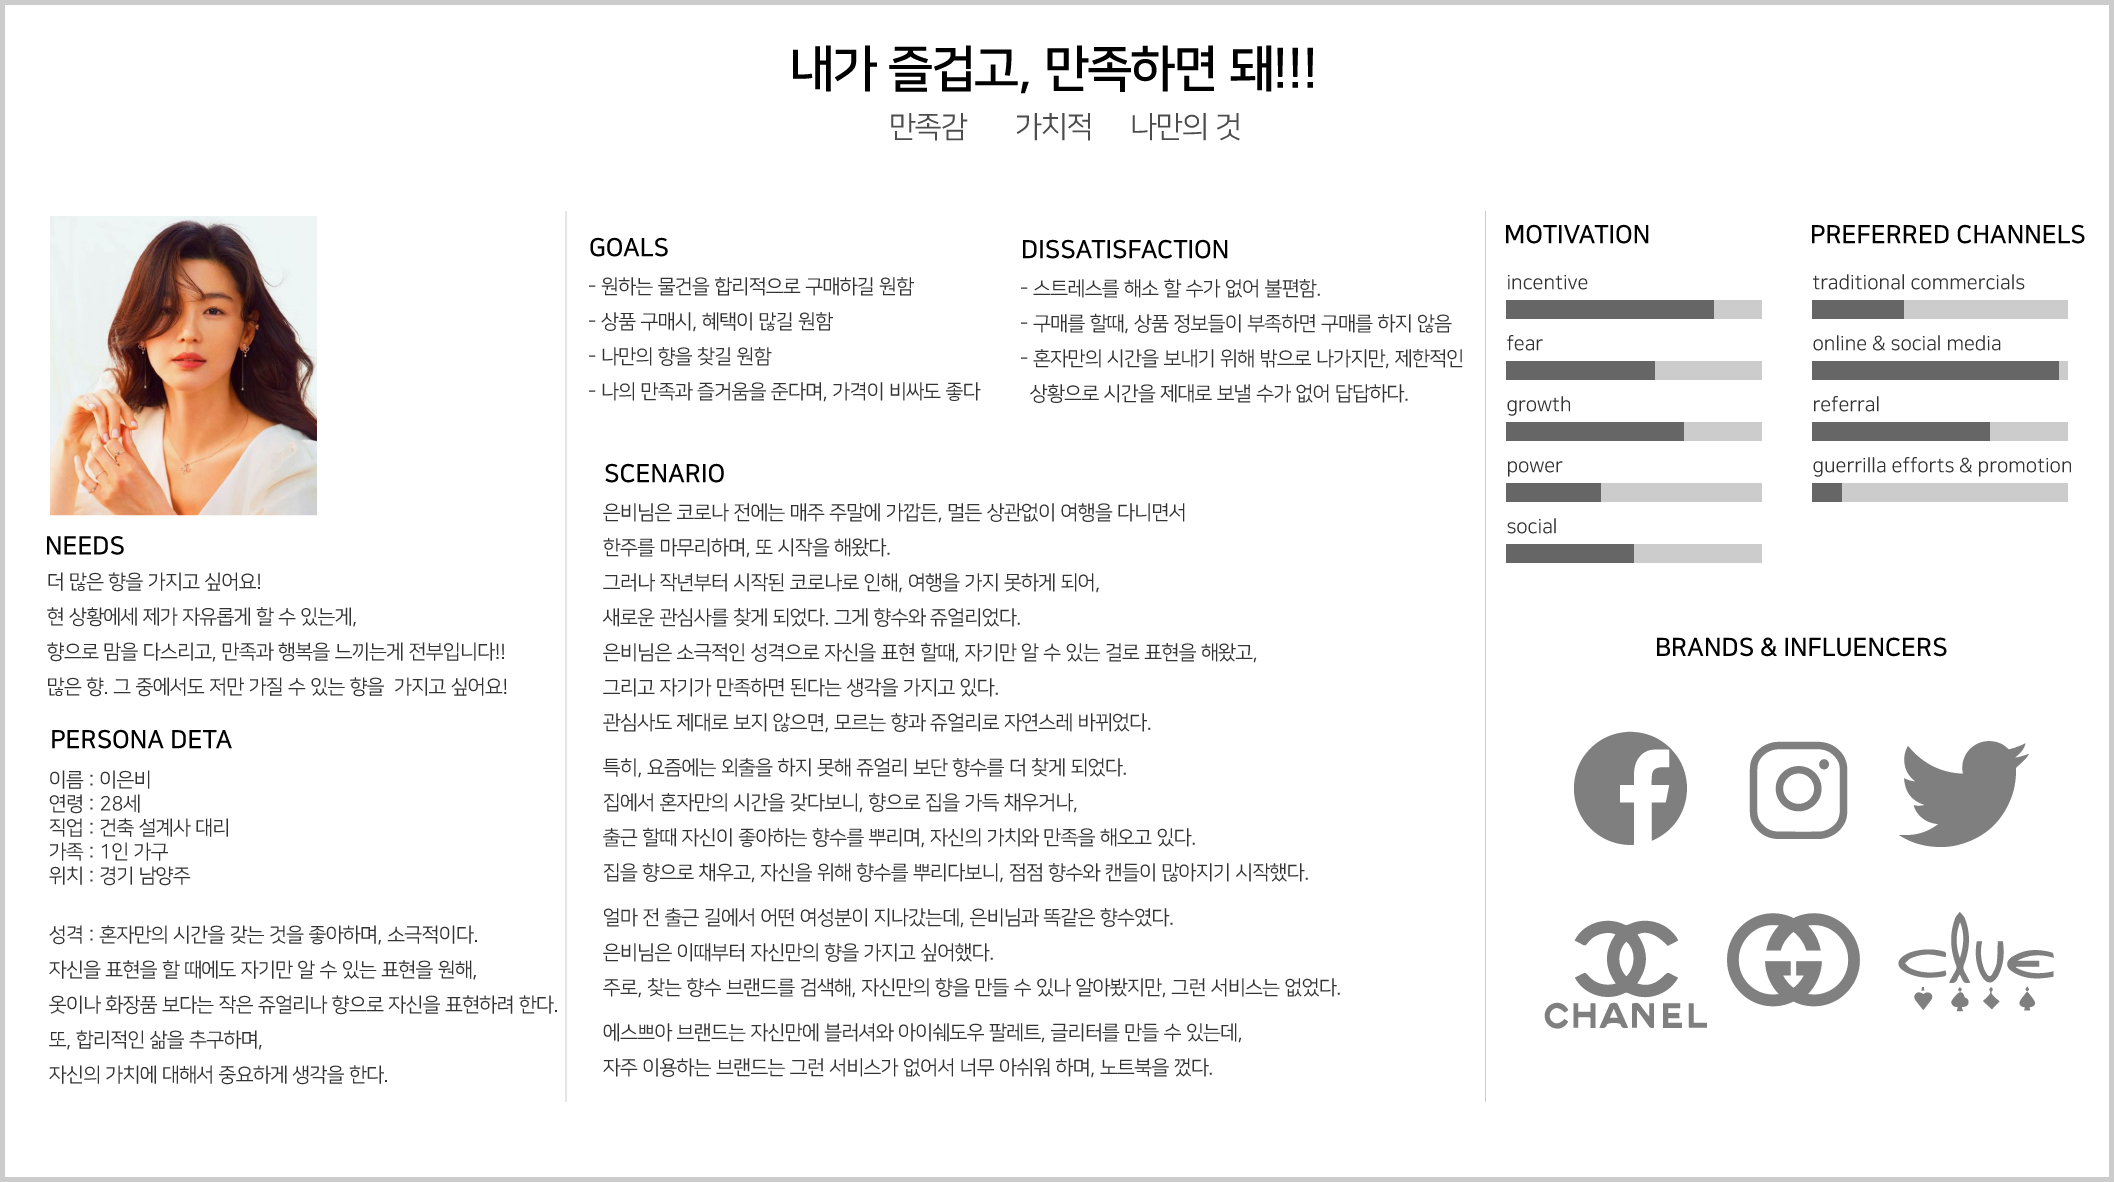 내가 즐겁고, 만족하면 돼!!!
만족감 가치적 나만의 것
NEEDS
더 많은 향을 가지고 싶어요!
현 상황에세 제가 자유롭게 할 수 있는게,
향으로 맘을 다스리고, 만족과 행복을 느끼는게 전부입니다!!
많은 향. 그 중에서도 저만 가질 수 있는 향을 가지고 싶어요!
PERSONA DETA
이름 : 이은비
연령 : 28세
직업 : 건축 설계사 대리
가족 : 1인 가구
위치 : 경기 남양주
성격 : 혼자만의 시간을 갖는 것을 좋아하며, 소극적이다.
자신을 표현을 할 때에도 자기만 알 수 있는 표현을 원해,
옷이나 화장품 보다는 작은 쥬얼리나 향으로 자신을 표현하려 한다.
또, 합리적인 삶을 추구하며,
자신의 가치에 대해서 중요하게 생각을 한다.
GOALS
- 원하는 물건을 합리적으로 구매하길 원함
- 상품 구매시, 혜택이 많길 원함
- 나만의 향을 찾길 원함
- 나의 만족과 즐거움을 준다며, 가격이 비싸도 좋다
DISSATISFACTION
- 스트레스를 해소 할 수가 없어 불편함.
- 구매를 할때, 상품 정보들이 부족하면 구매를 하지 않음
- 혼자만의 시간을 보내기 위해 밖으로 나가지만, 제한적인
상황으로 시간을 제대로 보낼 수가 없어 답답하다.
SCENARIO
은비님은 코로나 전에는 매주 주말에 가깝든, 멀든 상관없이 여행을 다니면서
한주를 마무리하며, 또 시작을 해왔다.
그러나 작년부터 시작된 코로나로 인해, 여행을 가지 못하게 되어,
새로운 관심사를 찾게 되었다. 그게 향수와 쥬얼리었다.
은비님은 소극적인 성격으로 자신을 표현 할때, 자기만 알 수 있는 걸로 표현을 해왔고,
그리고 자기가 만족하면 된다는 생각을 가지고 있다.
관심사도 제대로 보지 않으면, 모르는 향과 쥬얼리로 자연스레 바뀌었다.
특히, 요즘에는 외출을 하지 못해 쥬얼리 보단 향수를 더 찾게 되었다.
집에서 혼자만의 시간을 갖다보니, 향으로 집을 가득 채우거나,
출근 할때 자신이 좋아하는 향수를 뿌리며, 자신의 가치와 만족을 해오고 있다.
집을 향으로 채우고, 자신을 위해 향수를 뿌리다보니, 점점 향수와 캔들이 많아지기 시작했다.
얼마 전 출근 길에서 어떤 여성분이 지나갔는데, 은비님과 똑같은 향수였다.
은비님은 이때부터 자신만의 향을 가지고 싶어했다.
주로, 찾는 향수 브랜드를 검색해, 자신만의 향을 만들 수 있나 알아봤지만, 그런 서비스는 없었다.
에스쁘아 브랜드는 자신만에 블러셔와 아이쉐도우 팔레트, 글리터를 만들 수 있는데,
자주 이용하는 브랜드는 그런 서비스가 없어서 너무 아쉬워 하며, 노트북을 껐다.
MOTIVATION
incentive
fear
growth
power
social
PREFERRED CHANNELS
traditional commercials
online & social media
referral
guerrilla efforts & promotion
BRANDS & INFLUENCERS
CHANEL
clue